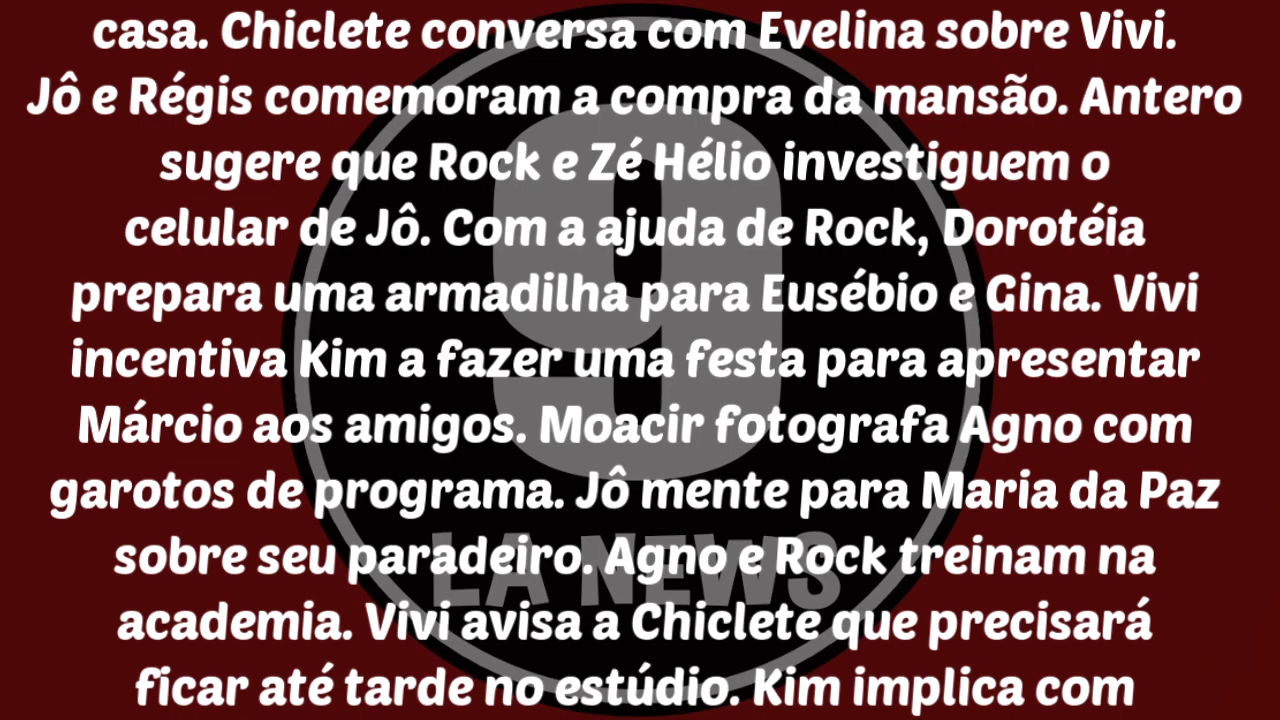 casa. Chiclete conversa com Evelina sobre Vivi.
Jô e Régis comemoram a compra da mansão. Antero
sugere que Rock e Zé Hélio investiguem o
celular de Jô. Com a ajuda de Rock, Dorotéia
prepara uma armadilha para Eusébio e Gina. Vivi
incentiva Kim a fazer uma festa para apresentar
Márcio aos amigos. Moacir fotografa Agno com
garotos de programa. Jô mente para Maria da Paz
sobre seu paradeiro. Agno e Rock treinam na
academia. Vivi avisa a Chiclete que precisará
ficar até tarde no estúdio. Kim implica com
9
LA NEWS